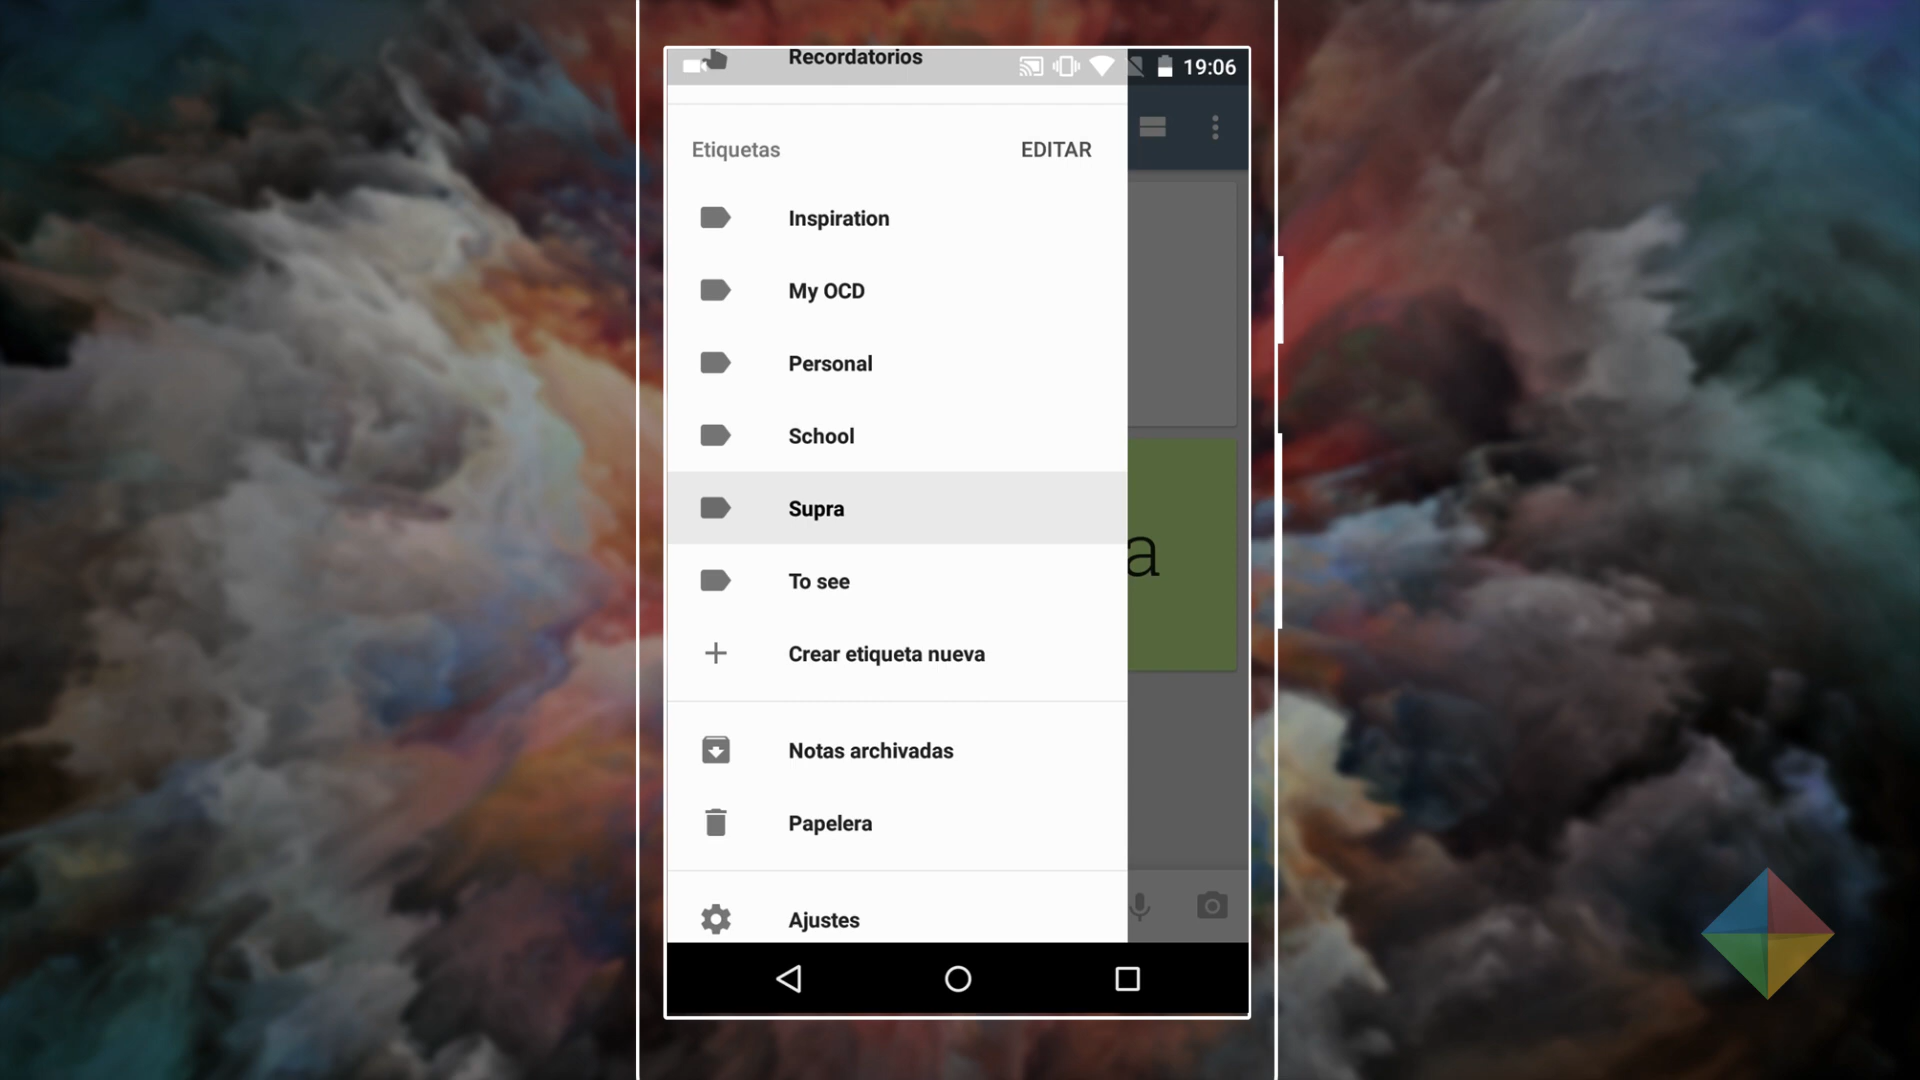 Recordatorios
19:06
Etiquetas EDITAR
Inspiration
My OCD
Personal
School
Supra
a
To see
Crear etiqueta nueva
Notas archivadas
Papelera
Ajustes